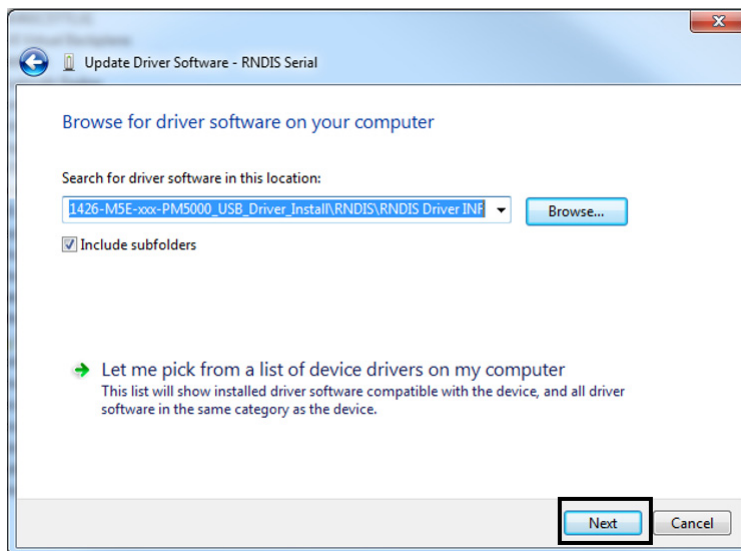 Update Driver Software - RNDIS Serial
Browse for driver software on your computer
Search for driver software in this location:
1426-M5E-xxx-PM5000_USB_Driver_Install\RNDIS\RNDIS Driver INF
Browse...
Include subfolders
Let me pick from a list of device drivers on my computer
This list will show installed driver software compatible with the device, and all driver
software in the same category as the device.
Next
Cancel